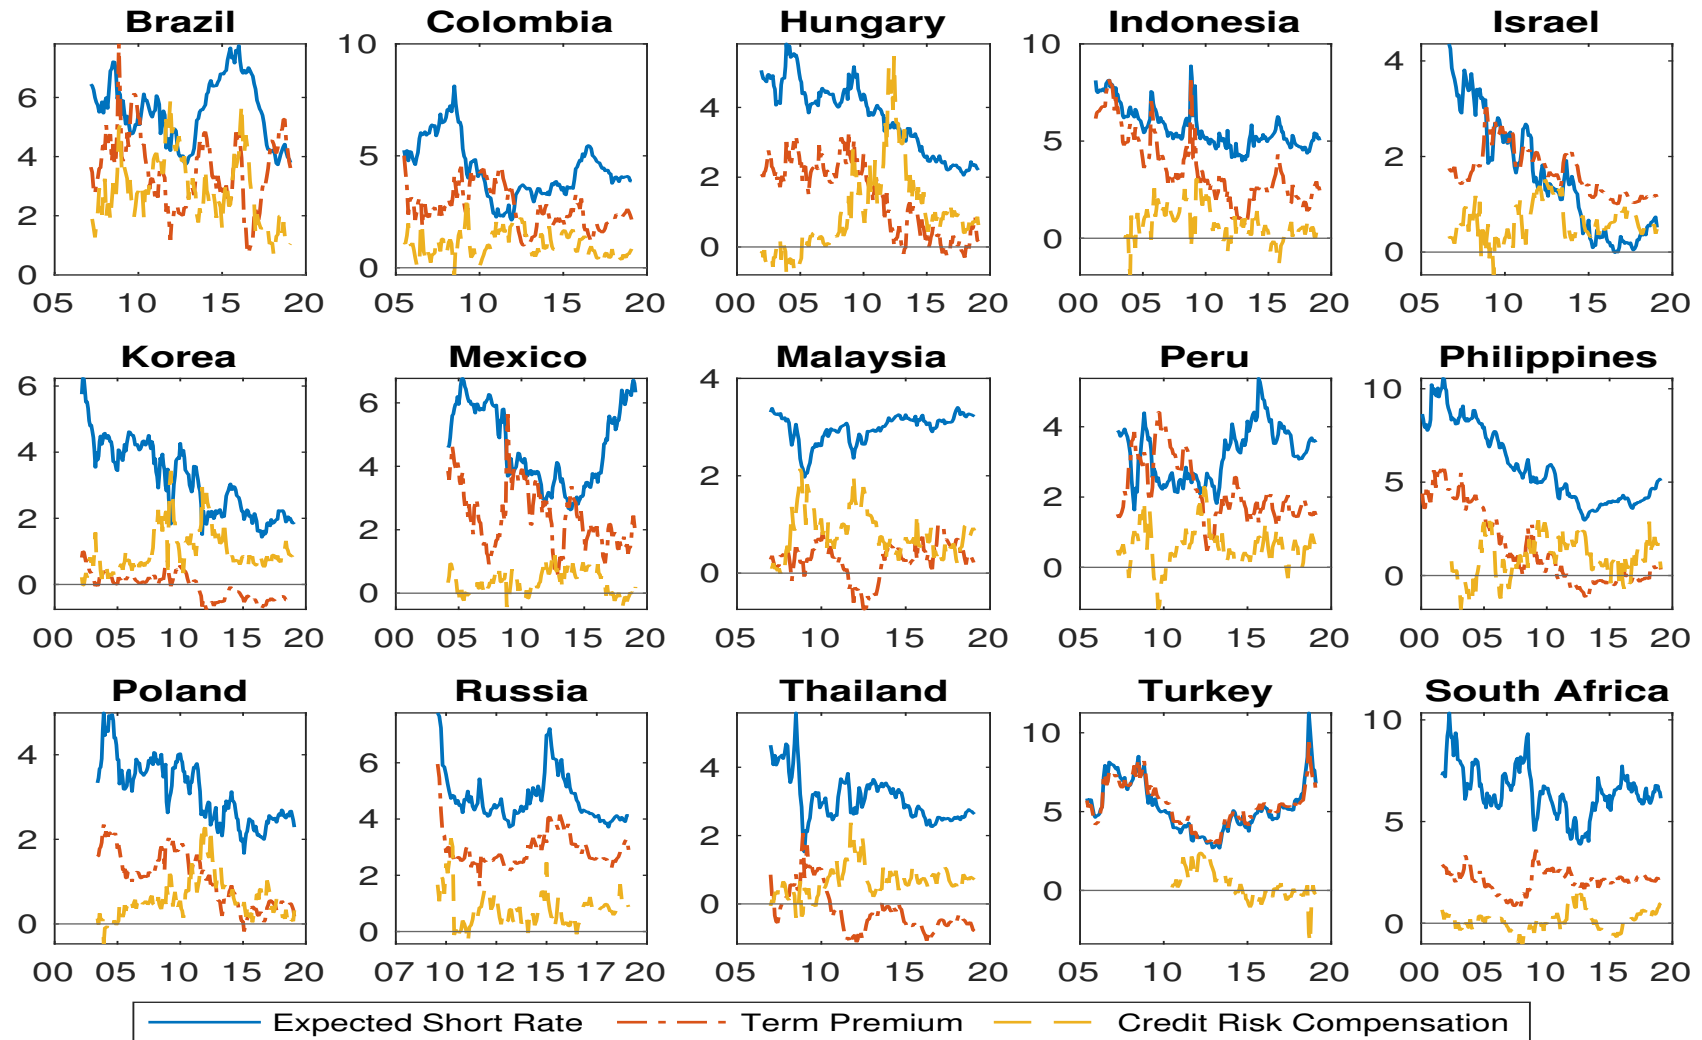 Brazil Colombia Hungary Indonesia Israel
6 4 2 0
05 10 15 20
10 5 0
05 10 15 20
4 2 0
00 05 10 15 20
10 5 0
00 05 10 15 20
4 2 0
05 10 15 20
Korea Mexico Malaysia Peru Philippines
6 4 2 0
00 05 10 15 20
6 4 2 0
05 10 15 20
4 2 0
05 10 15 20
4 2 0
05 10 15 20
10 5 0
00 05 10 15 20
Poland Russia Thailand Turkey South Africa
4 2 0
00 05 10 15 20
6 4 2 0
07 10 12 15 17 20
4 2 0
05 10 15 20
10 5 0
05 10 15 20
10 5 0
00 05 10 15 20
Expected Short Rate Term Premium Credit Risk Compensation